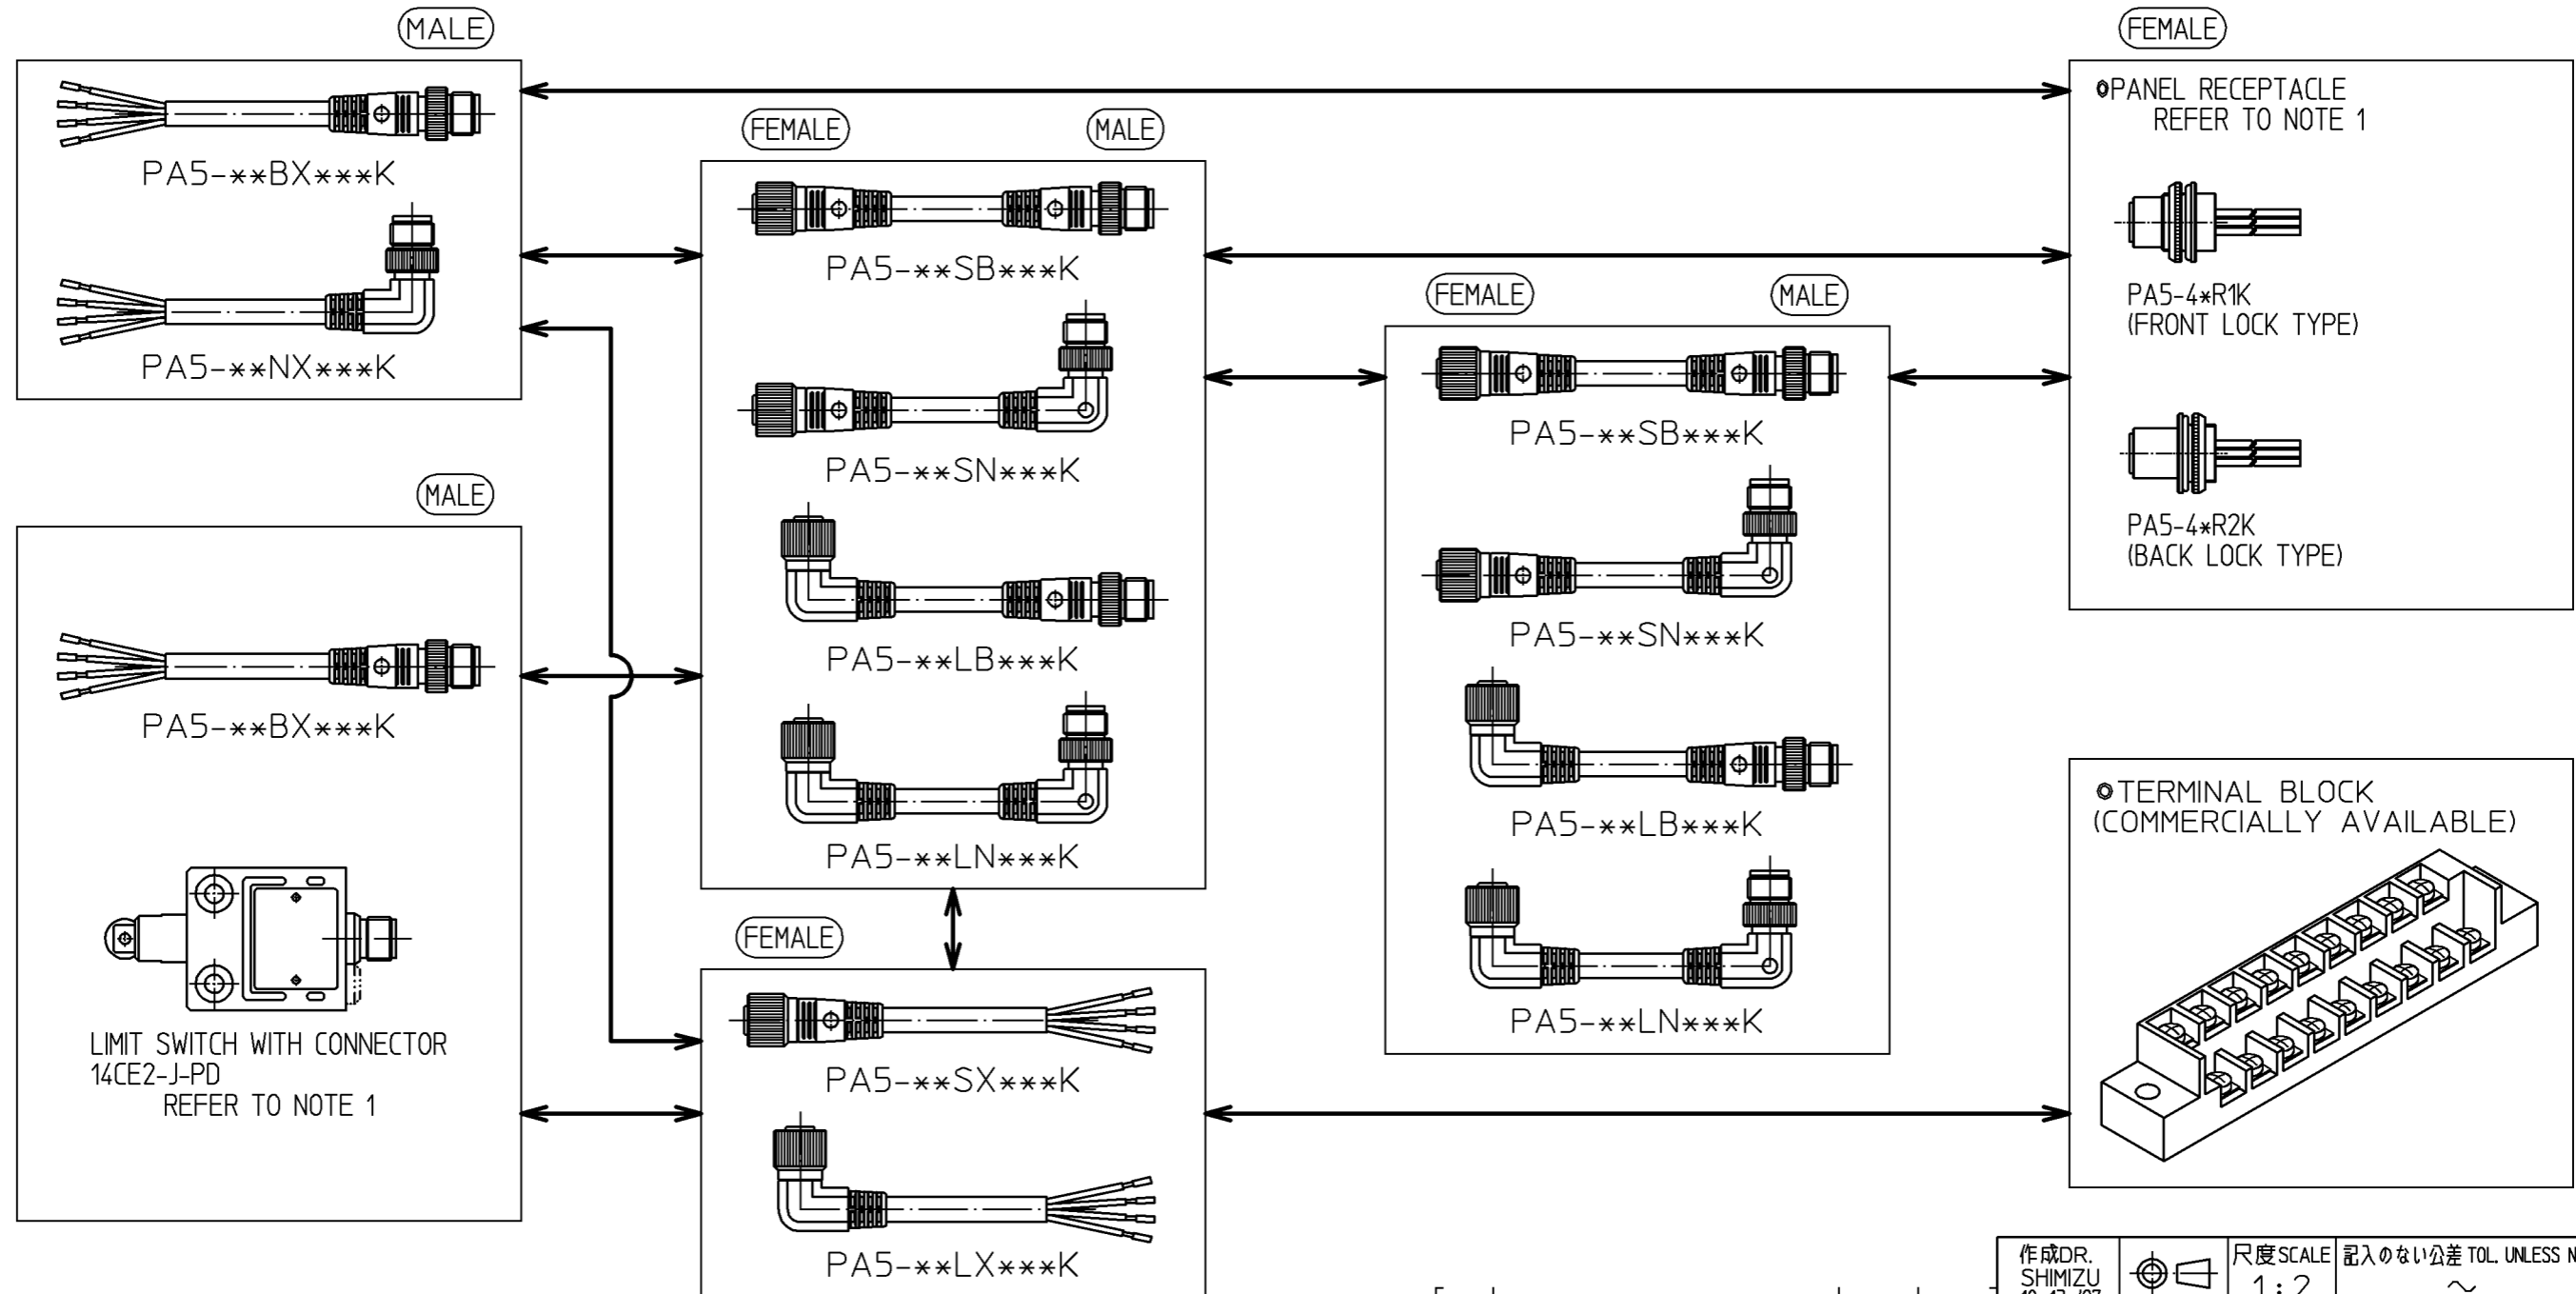 MALE
PA5-**BX***K
PA5-**NX***K
MALE
PA5-**BX***K
LIMIT SWITCH WITH CONNECTOR
14CE2-J-PD
REFER TO NOTE 1
FEMALE
MALE
PA5-**SB***K
PA5-**SN***K
PA5-**LB***K
PA5-**LN***K
FEMALE
PA5-**SX***K
PA5-**LX***K
FEMALE
MALE
PA5-**SB***K
PA5-**SN***K
PA5-**LB***K
PA5-**LN***K
FEMALE
◎PANEL RECEPTACLE
REFER TO NOTE 1
PA5-4*R1K
(FRONT LOCK TYPE)
PA5-4*R2K
(BACK LOCK TYPE)
◎TERMINAL BLOCK
(COMMERCIALLY AVAILABLE)
作成DR.
SHIMIZU
尺度SCALE
1:2
記入のない公差 TOL. UNLESS
～